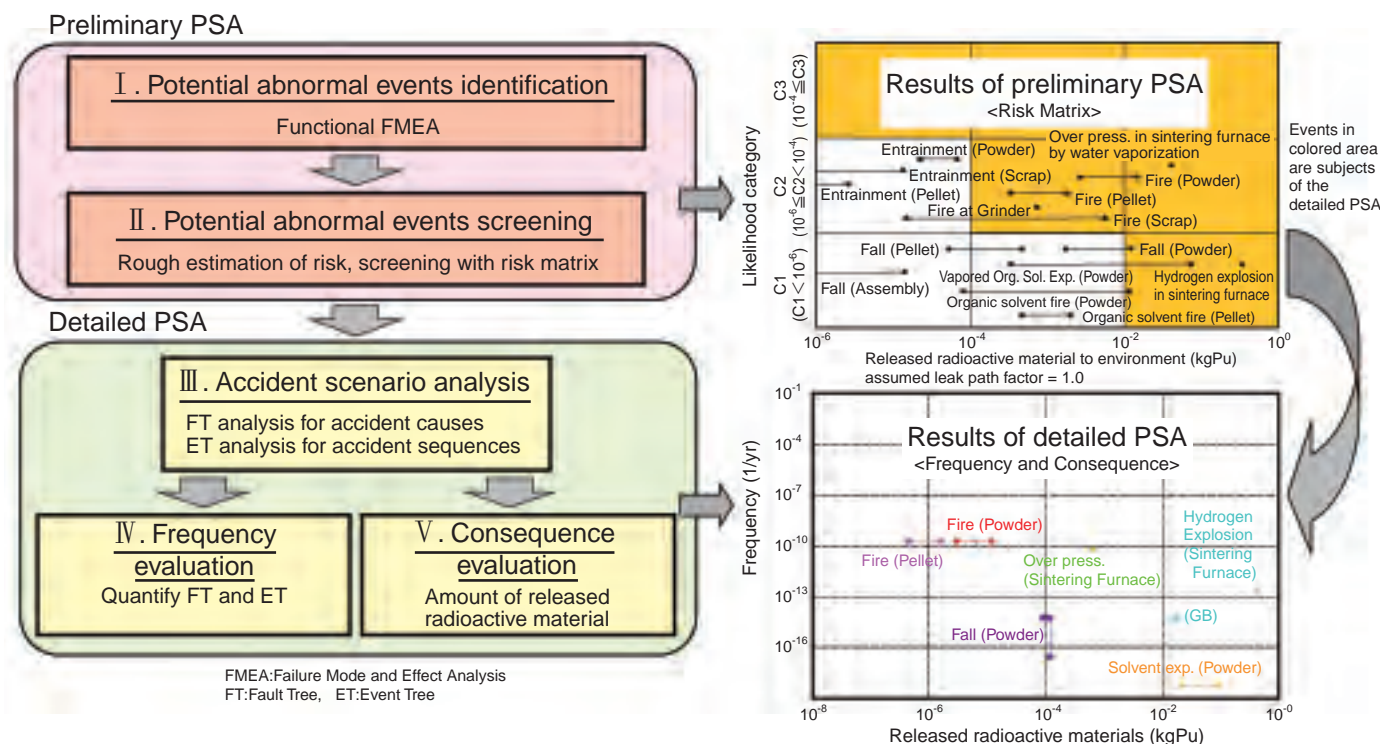 Preliminary PSA
Ⅰ. Potential abnormal events identification
Functional FMEA
Ⅱ. Potential abnormal events screening
Rough estimation of risk, screening with risk matrix
Detailed PSA
Ⅲ. Accident scenario analysis
FT analysis for accident causes
ET analysis for accident sequences
Ⅳ. Frequency
evaluation
Quantify FT and ET
Ⅴ. Consequence
evaluation
Amount of released
radioactive material
FMEA:Failure Mode and Effect Analysis
FT:Fault Tree, ET:Event Tree
Results of preliminary PSA
<Risk Matrix>
Likelihood category
C3
(10⁻⁴≦C3)
C2
(10⁻⁶≦C2<10⁻⁴)
C1
(C1<10⁻⁶)
Over press. in sintering furnace
by water vaporization
Entrainment (Powder)
Entrainment (Scrap)
Entrainment (Pellet)
Fire (Powder)
Fire (Pellet)
Fire at Grinder
Fire (Scrap)
Fall (Pellet)
Fall (Powder)
Vapored Org. Sol. Exp. (Powder)
Hydrogen explosion
in sintering furnace
Fall (Assembly)
Organic solvent fire (Powder)
Organic solvent fire (Pellet)
10⁻⁶ 10⁻⁴ 10⁻² 10⁰
Released radioactive material to environment (kgPu)
assumed leak path factor = 1.0
Events in
colored area
are subjects
of the
detailed PSA
Results of detailed PSA
<Frequency and Consequence>
Frequency (1/yr)
10⁻¹
10⁻⁴
10⁻⁷
10⁻¹⁰
10⁻¹³
10⁻¹⁶
Fire (Powder)
Fire (Pellet)
Over press.
(Sintering Furnace)
Hydrogen
Explosion
(Sintering
Furnace)
(GB)
Fall (Powder)
Solvent exp. (Powder)
10⁻⁸ 10⁻⁶ 10⁻⁴ 10⁻² 10⁻⁰
Released radioactive materials (kgPu)